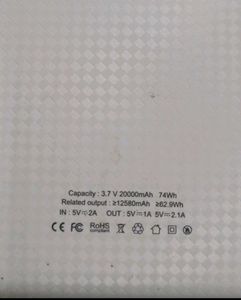 Capacity : 3.7 V 20000mAh 74Wh
Related output : ≥12580mAh ≥62.9Wh
IN : 5V⎓2A OUT : 5V⎓1A 5V⎓2.1A
CE FC RoHS
compliant